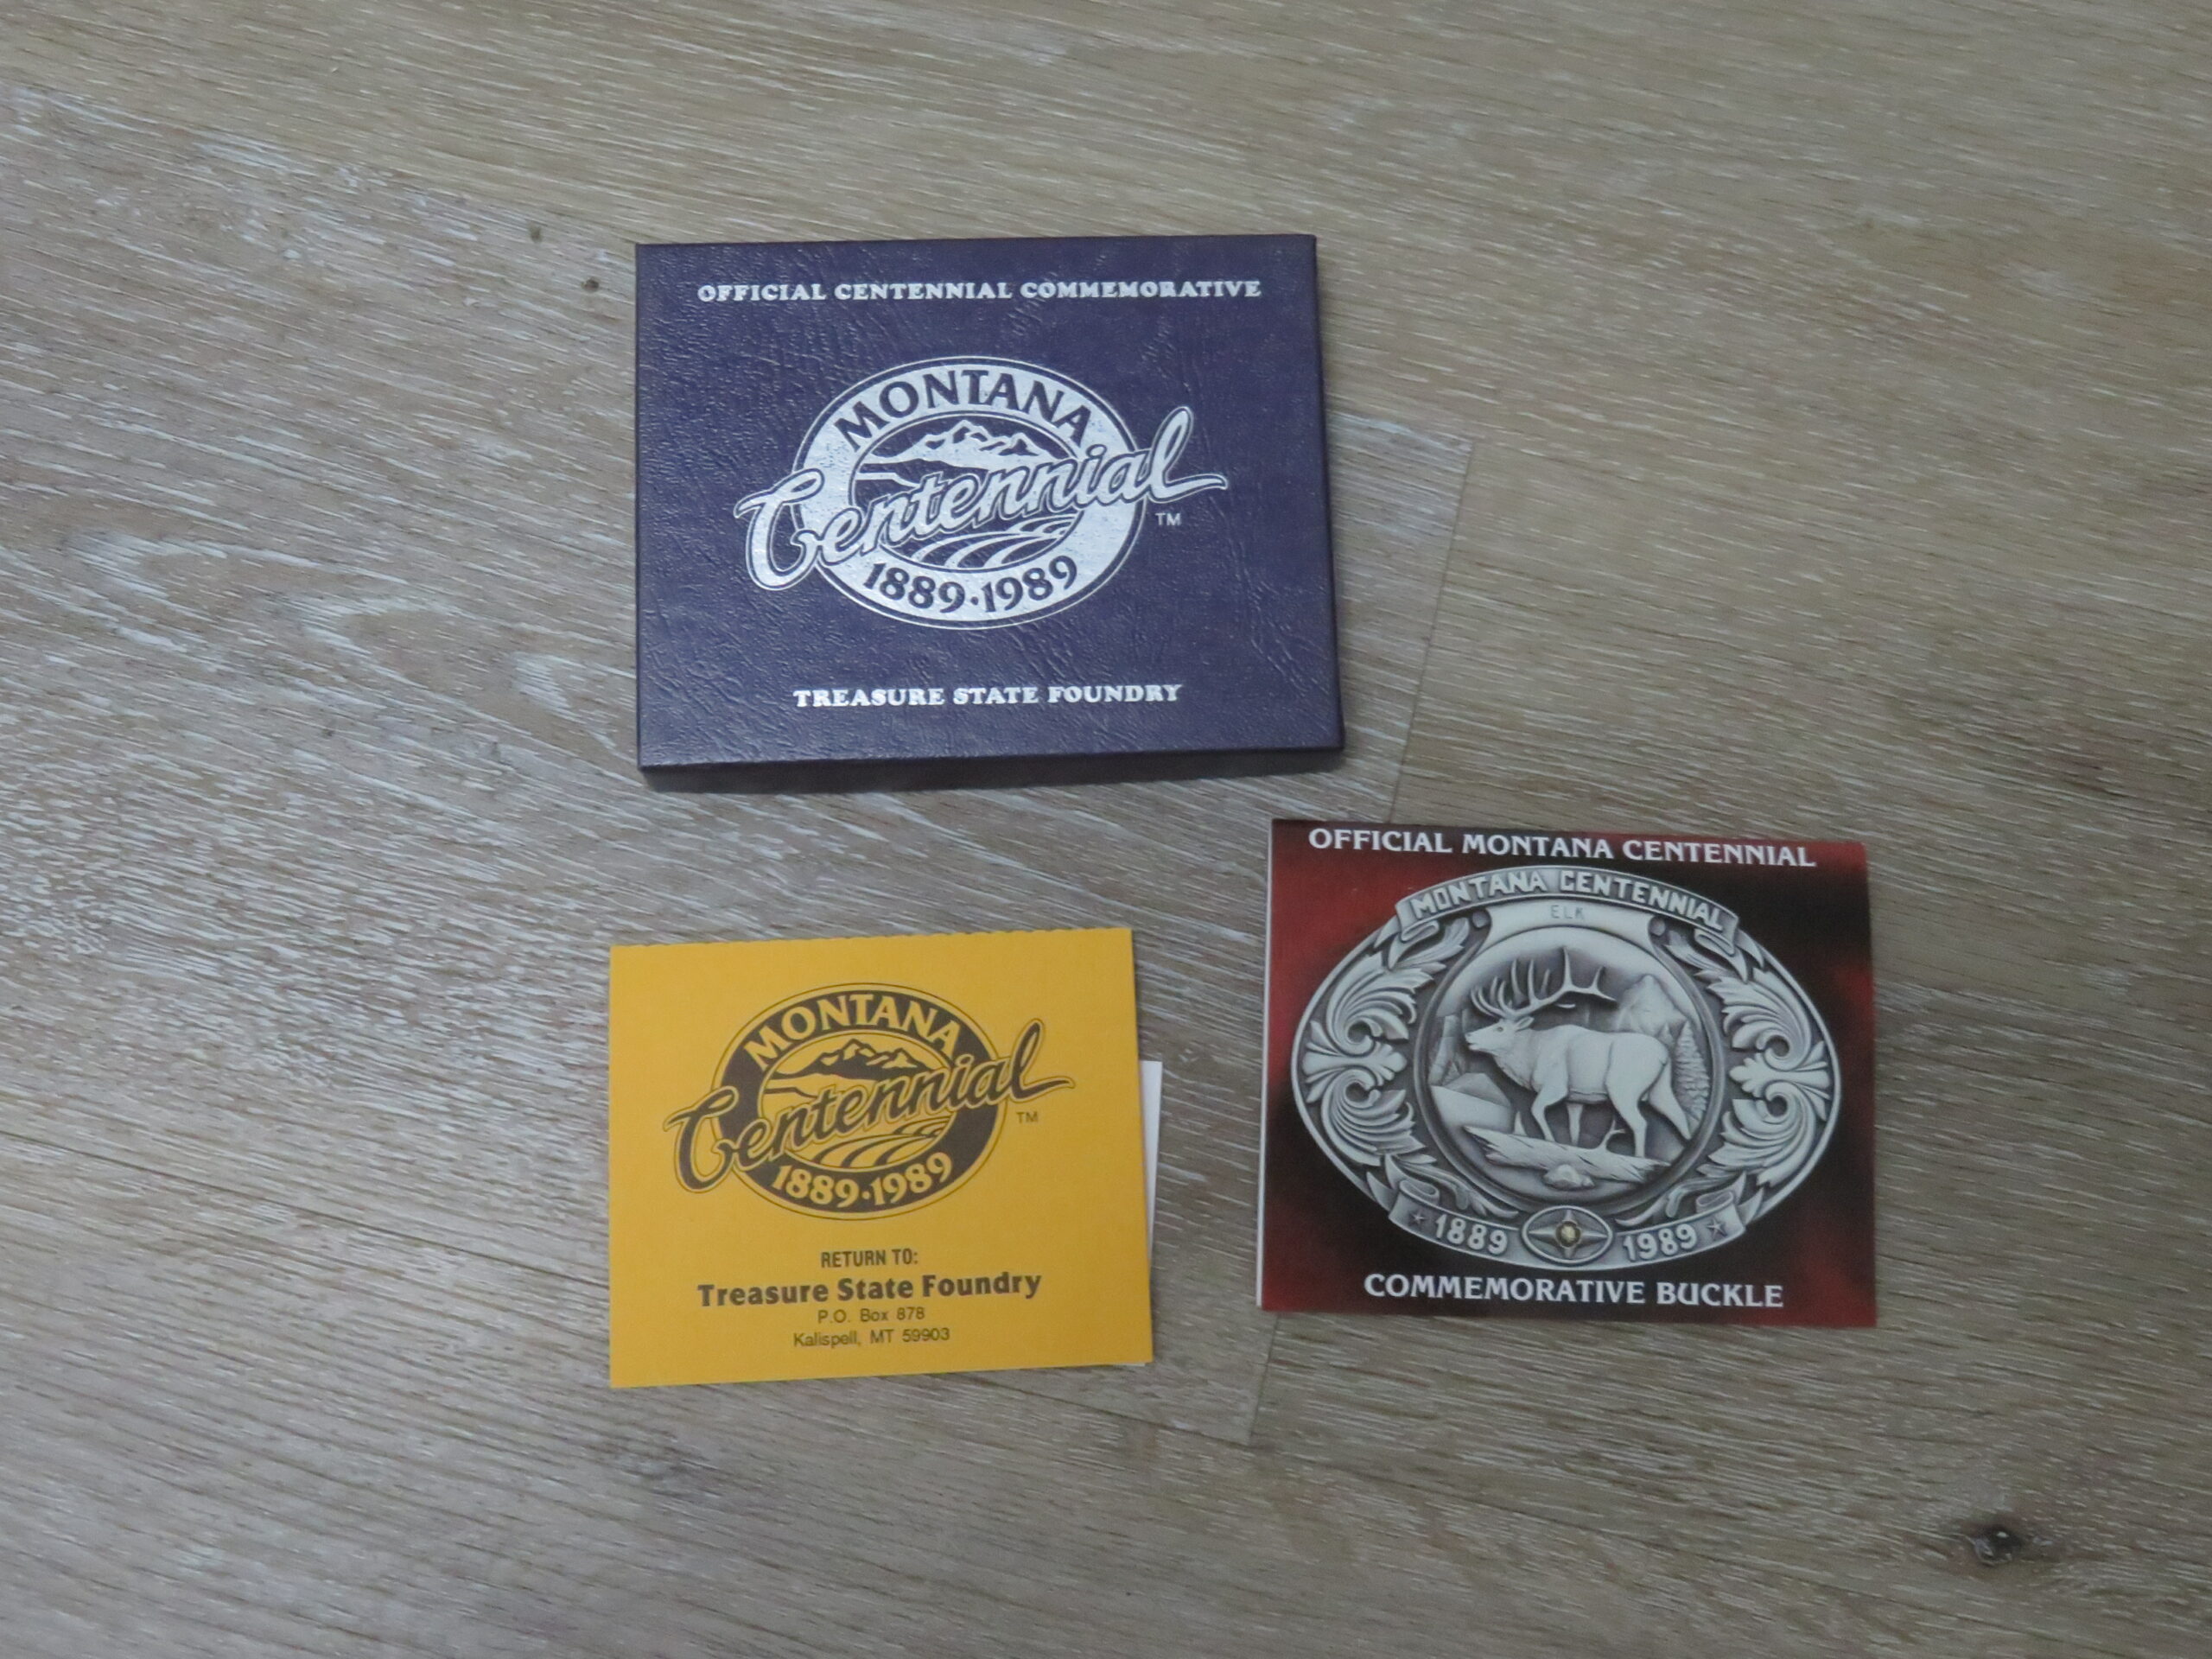 OFFICIAL CENTENNIAL COMMEMORATIVE
MONTANA
Centennial
TM
1889·1989
TREASURE STATE FOUNDRY
OFFICIAL MONTANA CENTENNIAL
MONTANA CENTENNIAL
ELK
1889 1989
COMMEMORATIVE BUCKLE
MONTANA
Centennial
TM
1889·1989
RETURN TO:
Treasure State Foundry
P.O. Box 878
Kalispell, MT 59903